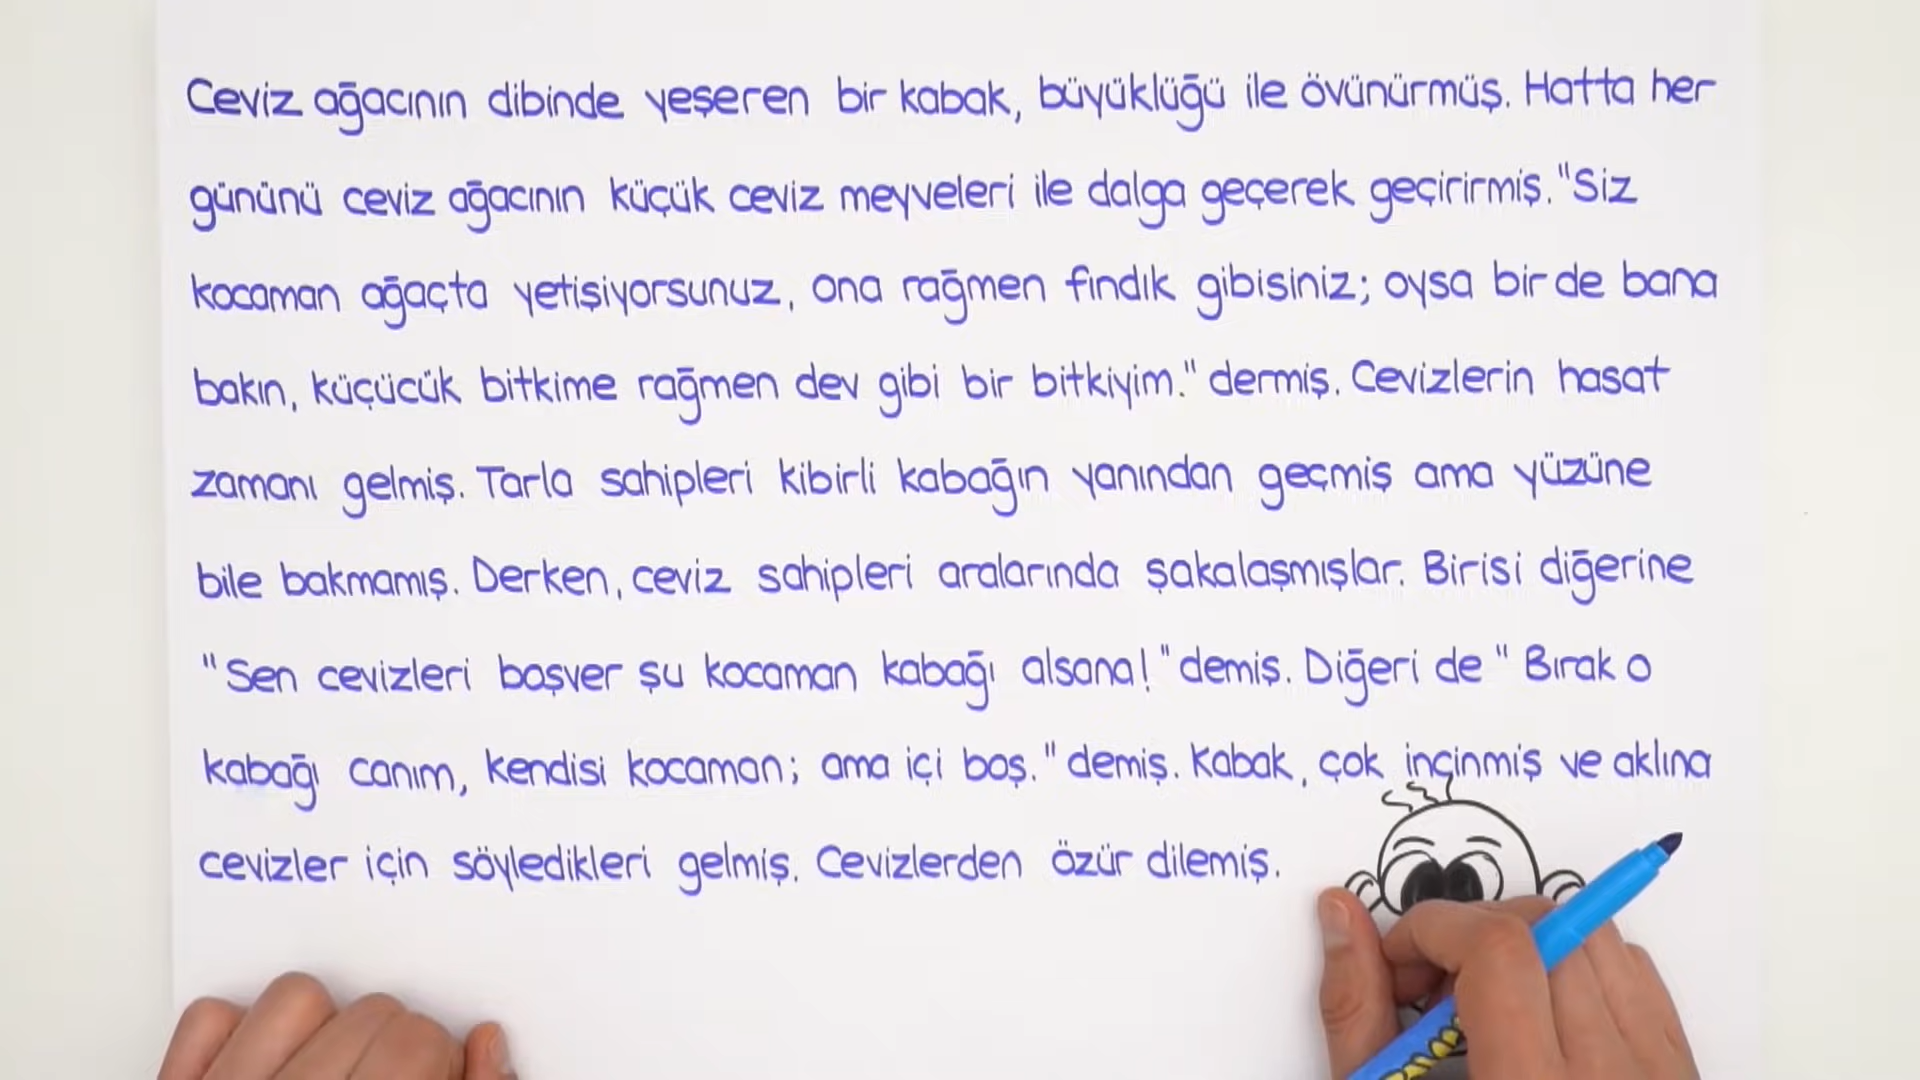 Ceviz ağacının dibinde yeşeren bir kabak, büyüklüğü ile övünürmüş. Hatta her
gününü ceviz ağacının küçük ceviz meyveleri ile dalga geçerek geçirirmiş."Siz
kocaman ağaçta yetişiyorsunuz, ona rağmen fındık gibisiniz; oysa bir de bana
bakın, küçücük bitkime rağmen dev gibi bir bitkiyim." dermiş. Cevizlerin hasat
zamanı gelmiş. Tarla sahipleri kibirli kabağın yanından geçmiş ama yüzüne
bile bakmamış. Derken, ceviz sahipleri aralarında şakalaşmışlar. Birisi diğerine
"Sen cevizleri boşver şu kocaman kabağı alsana!" demiş. Diğeri de " Bırak o
kabağı canım, kendisi kocaman; ama içi boş." demiş. Kabak, çok incinmiş ve aklına
cevizler için söyledikleri gelmiş. Cevizlerden özür dilemiş.